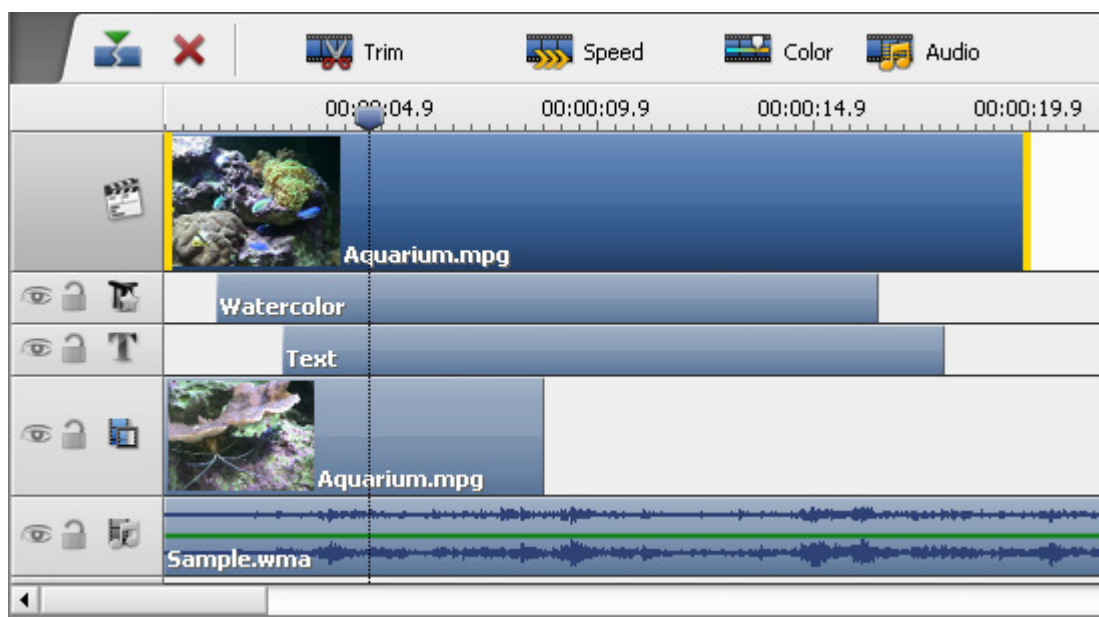 Trim Speed Color Audio
00:00:04.9 00:00:09.9 00:00:14.9 00:00:19.9
Aquarium.mpg
Watercolor
T Text
Aquarium.mpg
Sample.wma